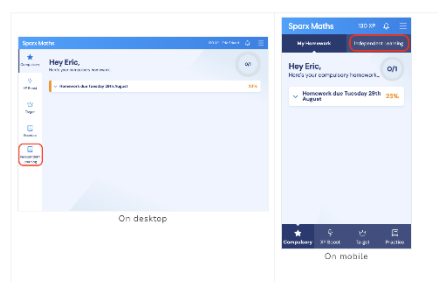 Sparx Maths
Hey Eric,
Here's your compulsory homework.
0/1
Homework due Tuesday 29th August
25%
Compulsory
XP Boost
Target
Practice
Independent
Learning
On desktop
Sparx Maths
XP
My Homework
Independent Learning
Hey Eric,
Here's your compulsory homework.
0/1
Homework due Tuesday 29th
August
25%
Compulsory
XP Boost
Target
Practice
On mobile